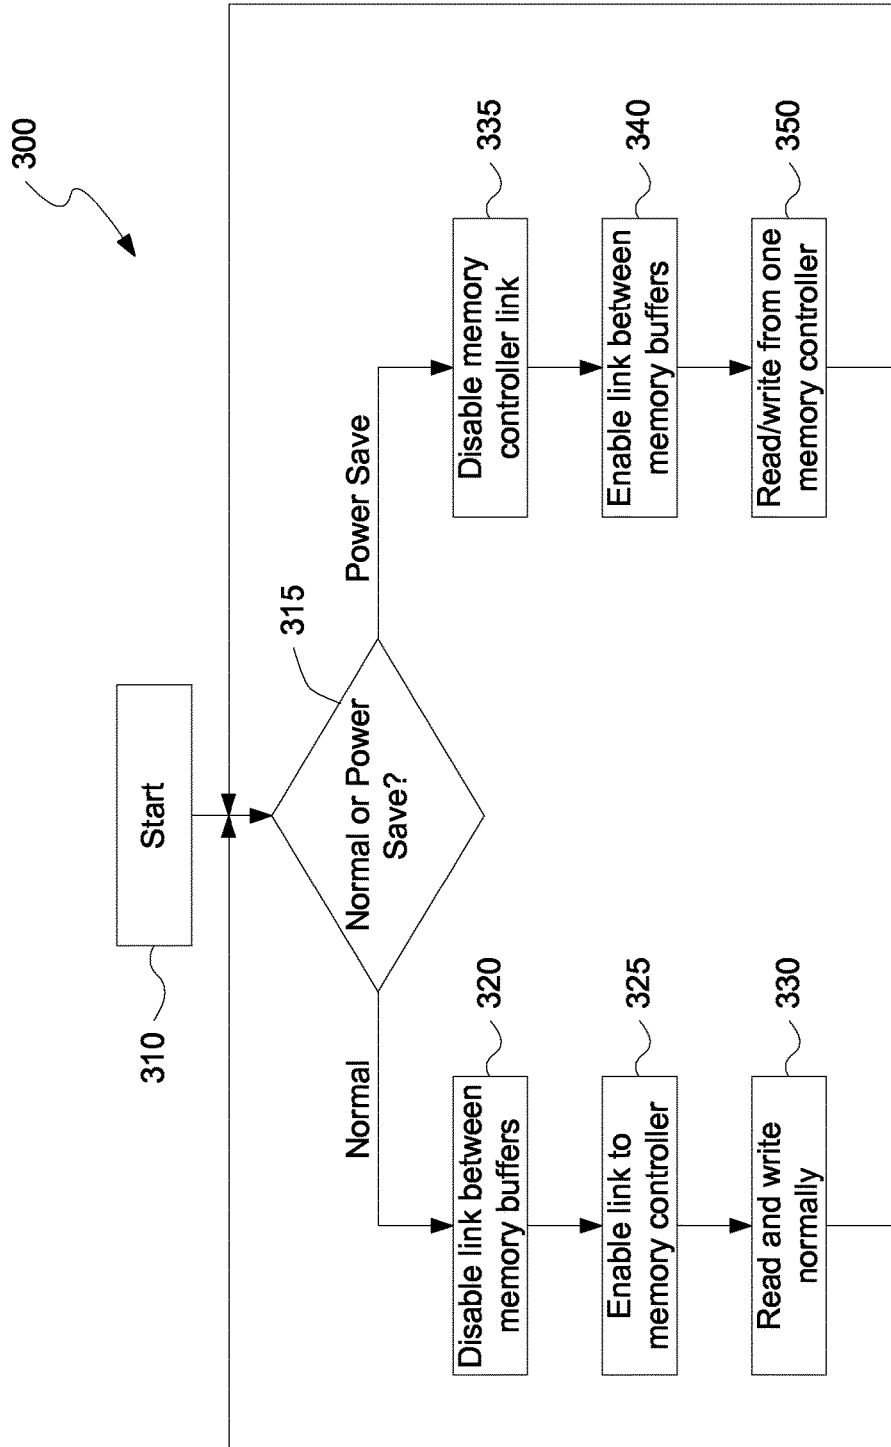 300
Start
310
Normal or Power
Save?
315
Normal
Power Save
Disable link between
memory buffers
320
Enable link to
memory controller
325
Read and write
normally
330
Disable memory
controller link
335
Enable link between
memory buffers
340
Read/write from one
memory controller
350